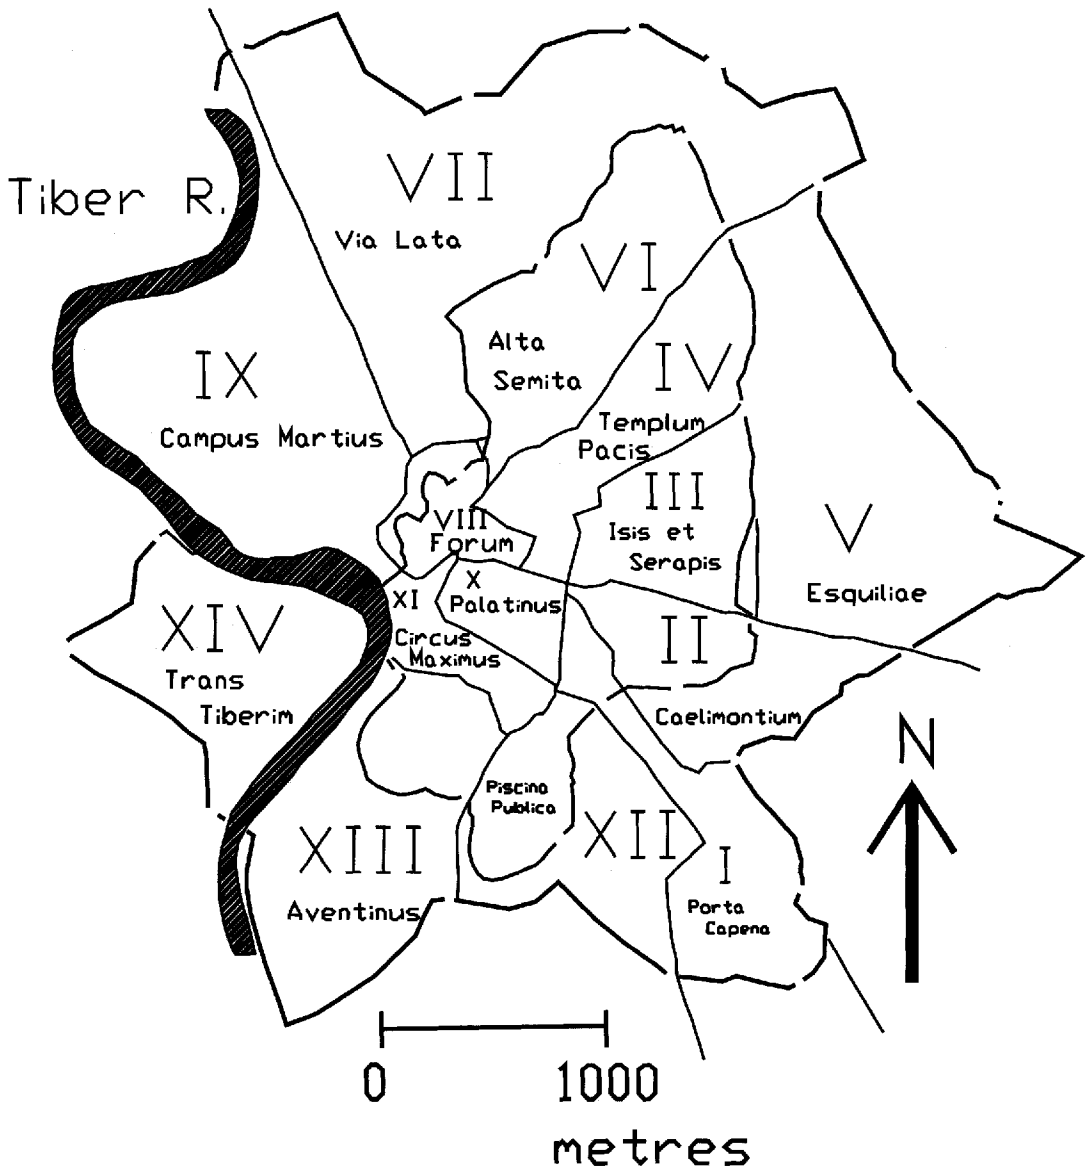 VII
Tiber R.
Via Lata
VI
Alta
Semita
IV
IX
Templum
Pacis
Campus Martius
III
VIII
Forum
Isis et
Serapis
V
X
Palatinus
XI
Esquiliae
XIV
Circus
Maximus
II
Trans
Tiberim
Caelimontium
N
Piscina
Publica
XIII
XII
I
Aventinus
Porta
Capena
0 1000
metres